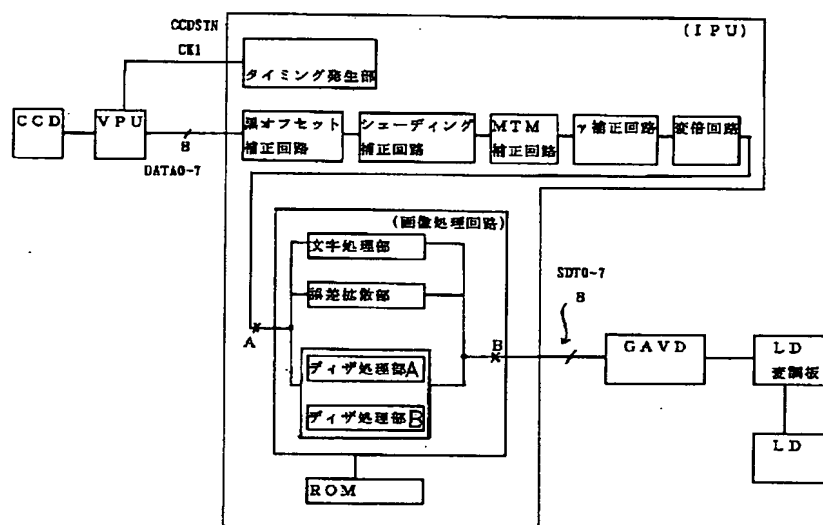 CCDSTN
(IPU)
CK1
タイミング発生部
CCD
VPU
8
黒オフセット
補正回路
シェーディング
補正回路
MTM
補正回路
γ補正回路
変倍回路
DATA0-7
(画像処理回路)
文字処理部
誤差拡散部
SDT0-7
8
A
B
ディザ処理部A
ディザ処理部B
GAVD
LD
変調板
LD
ROM